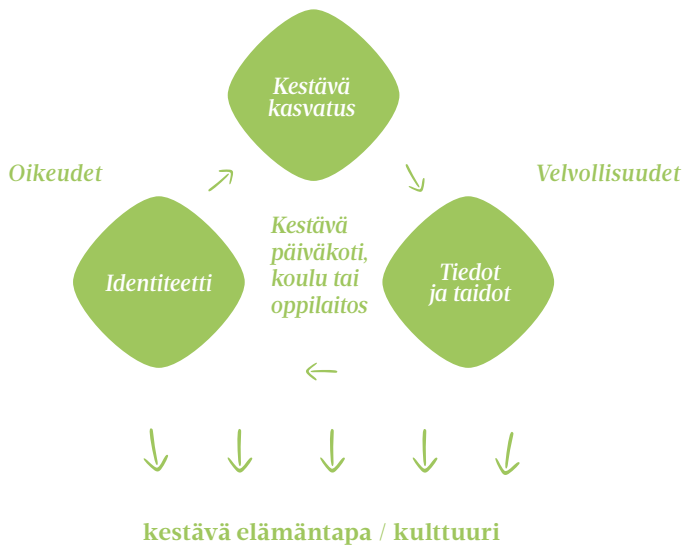 Kestävä
kasvatus
Oikeudet
Velvollisuudet
Kestävä
päiväkoti,
koulu tai
oppilaitos
Identiteetti
Tiedot
ja taidot
kestävä elämäntapa / kulttuuri